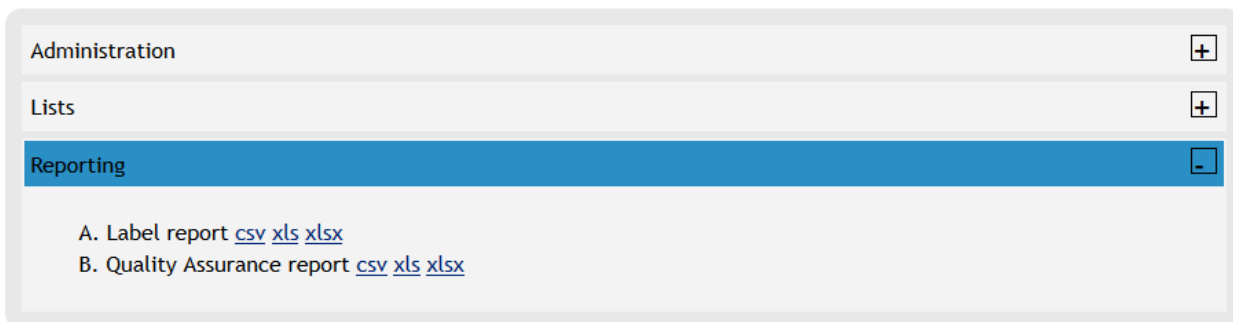 Administration +
Lists +
Reporting -
A. Label report csv xls xlsx
B. Quality Assurance report csv xls xlsx